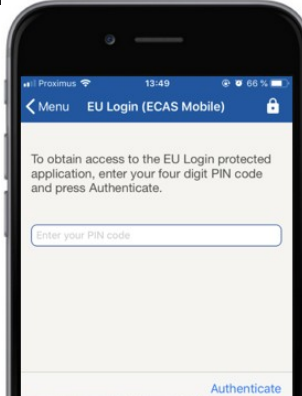 Proximus 13:49 66 %
Menu EU Login (ECAS Mobile)
To obtain access to the EU Login protected
application, enter your four digit PIN code
and press Authenticate.
Enter your PIN code
Authenticate